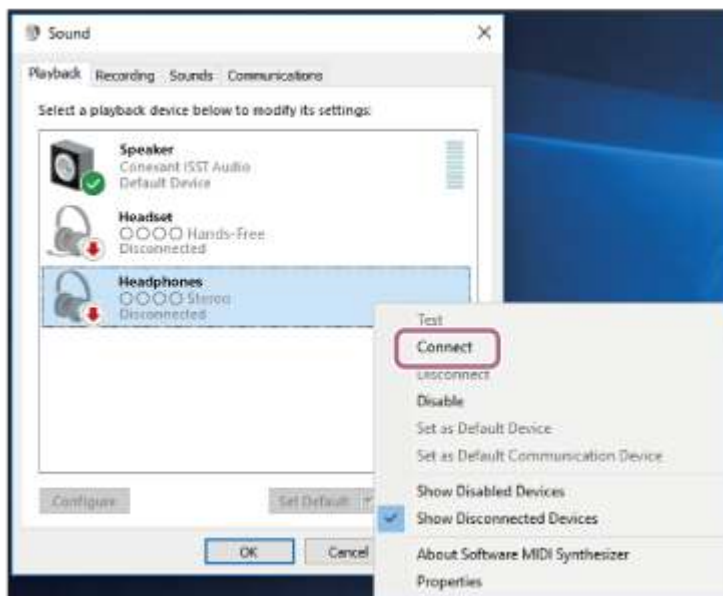 Sound
Playback Recording Sounds Communications
Select a playback device below to modify its settings:
Speaker
Conexant ISST Audio
Default Device
Headset
○○○○ Hands-Free
Disconnected
Headphones
○○○○ Stereo
Disconnected
Test
Connect
Disconnect
Disable
Set as Default Device
Set as Default Communication Device
Show Disabled Devices
Show Disconnected Devices
About Software MIDI Synthesizer
Properties
Configure
Set Default
OK
Cancel